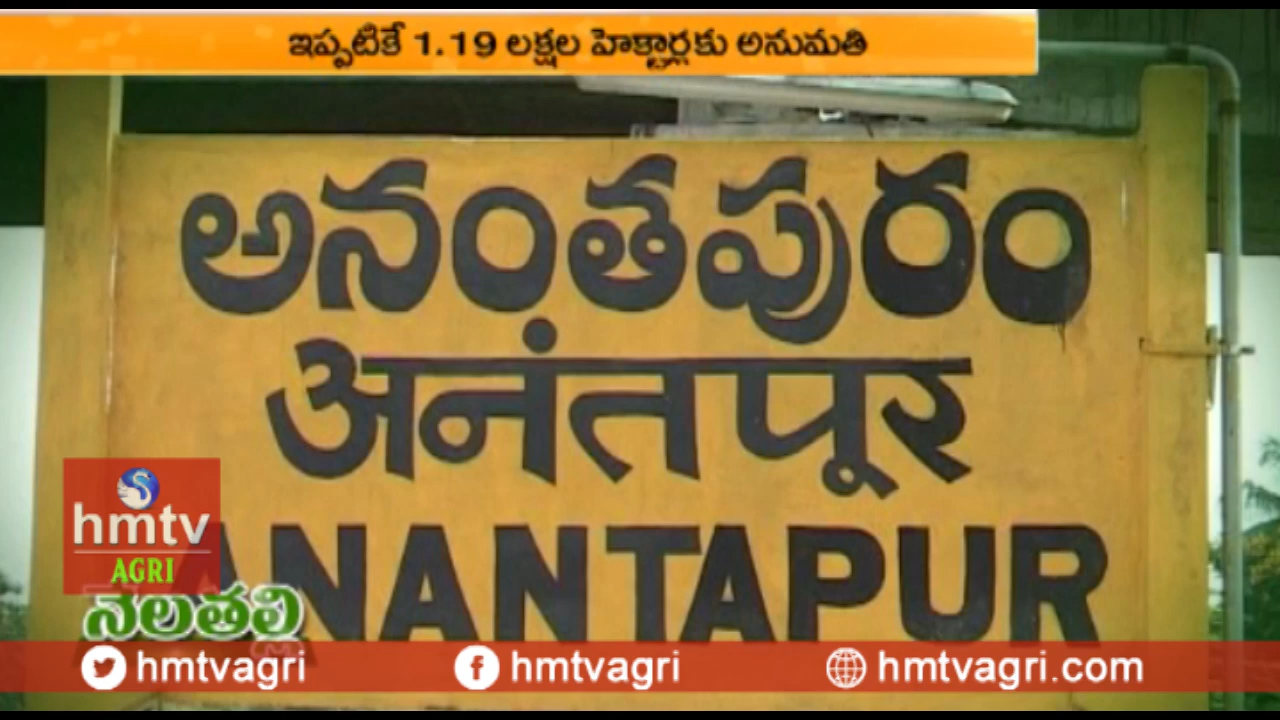 ఇప్పటికే 1.19 లక్షల హెక్టార్లకు అనుమతి
అనంతపురం
अनंतपूर
ANANTAPUR
hmtv
AGRI
నేలతల్లి
hmtvagri hmtvagri hmtvagri.com